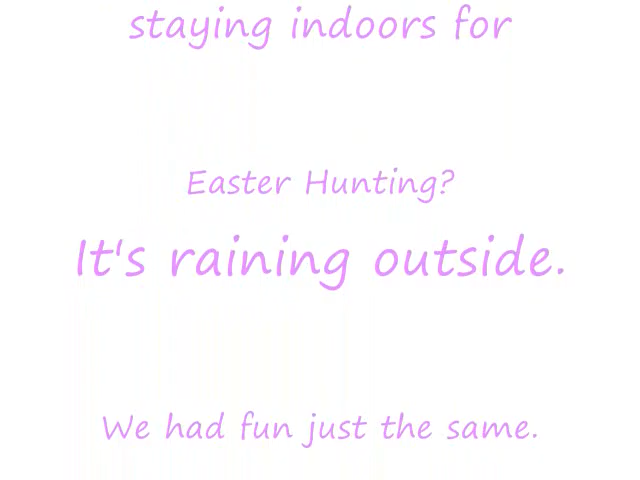 staying indoors for
Easter Hunting?
It's raining outside.
We had fun just the same.